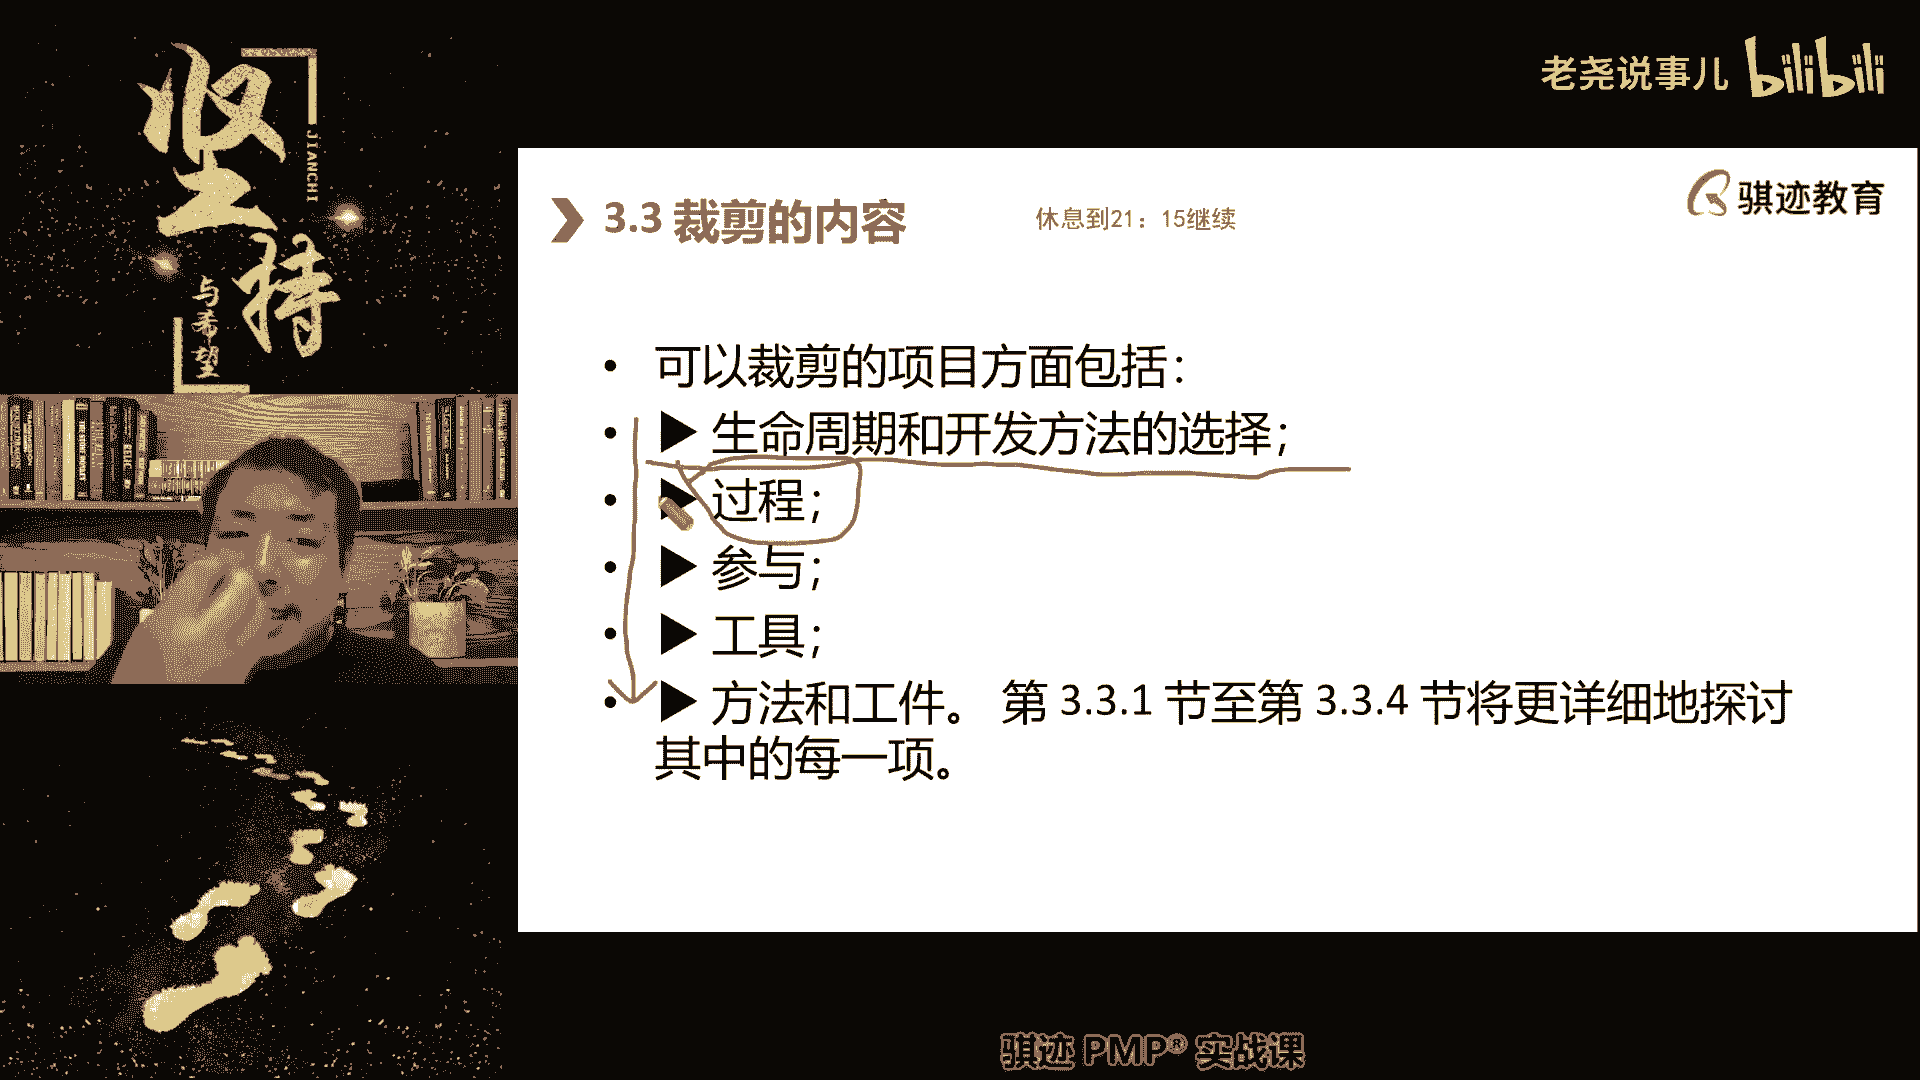 坚持
JIANCHI
与希望
老尧说事儿 bilibili
骐迹教育
3.3 裁剪的内容
休息到21：15继续
• 可以裁剪的项目方面包括：
• ▶ 生命周期和开发方法的选择；
• ▶ 过程；
• ▶ 参与；
• ▶ 工具；
• ▶ 方法和工件。 第 3.3.1 节至第 3.3.4 节将更详细地探讨
其中的每一项。
骐迹 PMP® 实战课